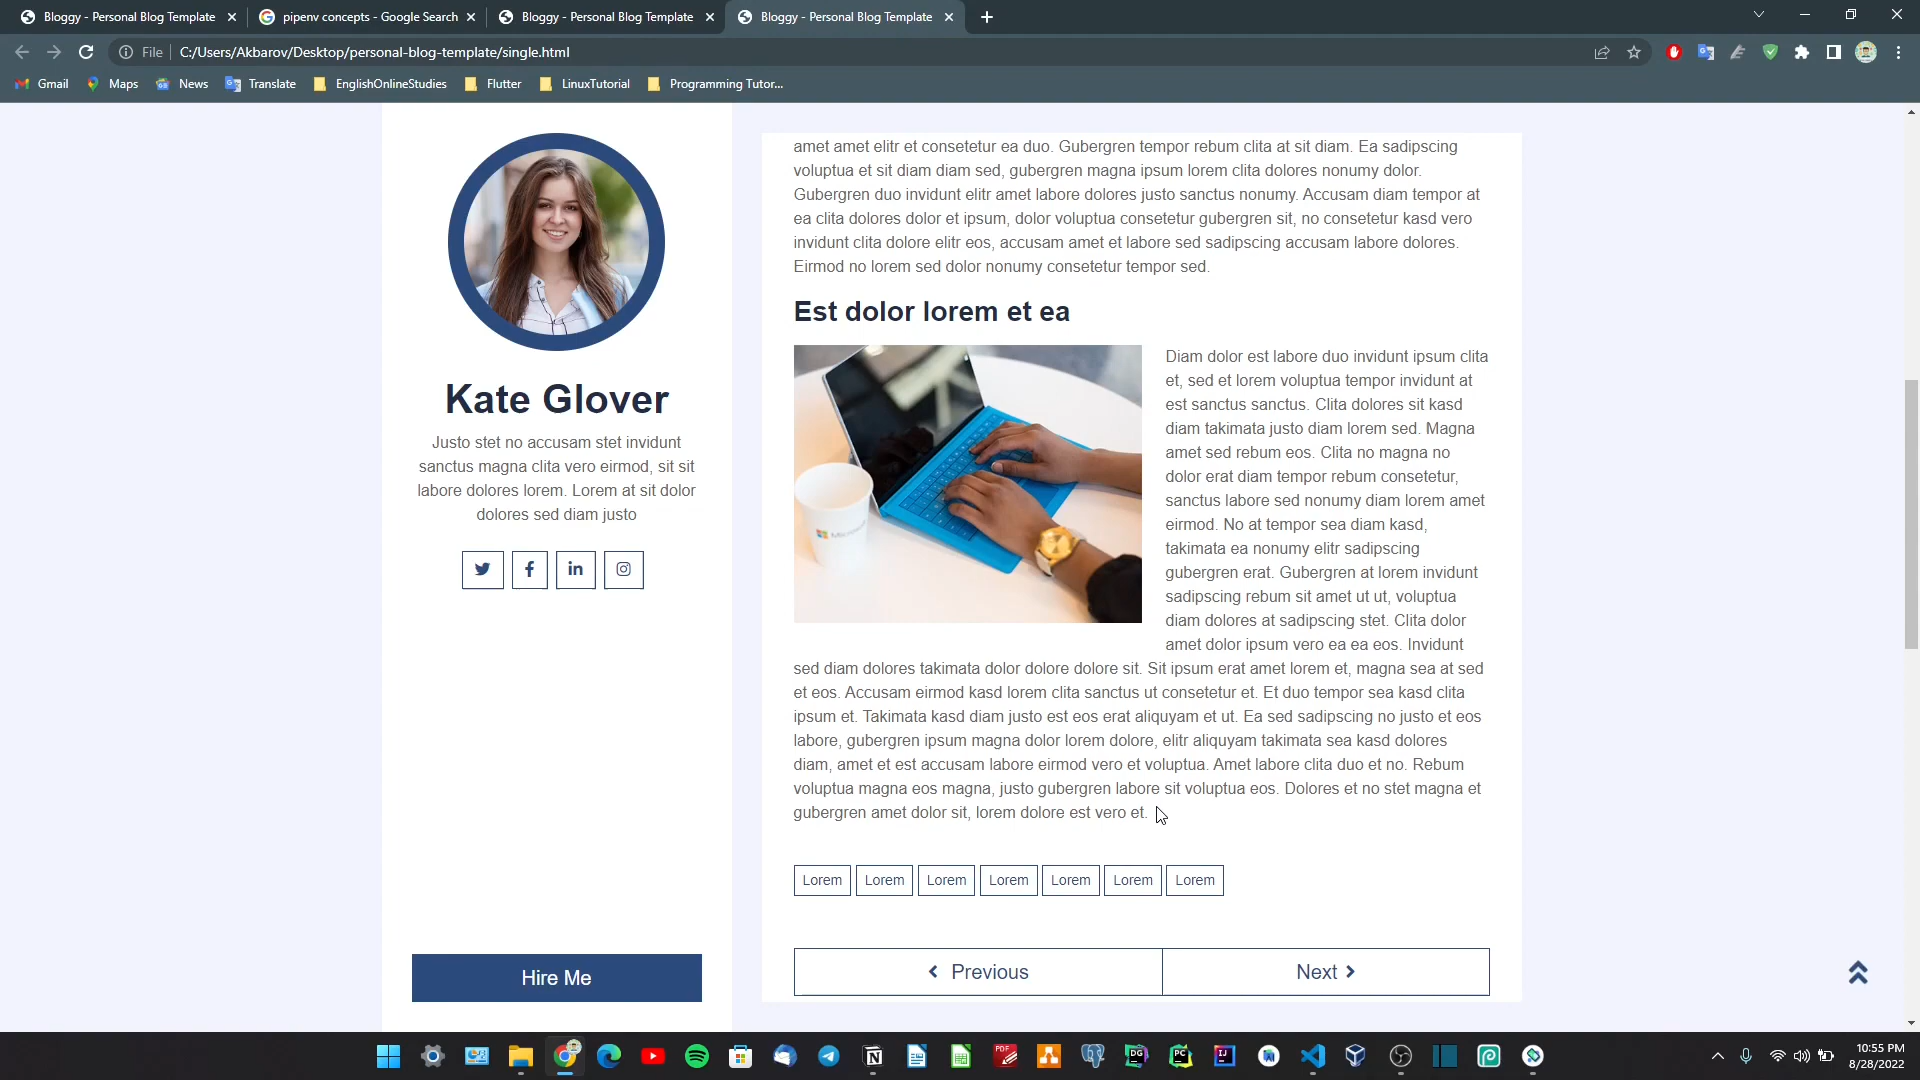 Bloggy - Personal Blog Template
pipenv concepts - Google Search
Bloggy - Personal Blog Template
Bloggy - Personal Blog Template
File
C:/Users/Akbarov/Desktop/personal-blog-template/single.html
Gmail
Maps
News
Translate
EnglishOnlineStudies
Flutter
LinuxTutorial
Programming Tutor...
Kate Glover
Justo stet no accusam stet invidunt
sanctus magna clita vero eirmod, sit sit
labore dolores lorem. Lorem at sit dolor
dolores sed diam justo
Hire Me
amet amet elitr et consetetur ea duo. Gubergren tempor rebum clita at sit diam. Ea sadipscing
voluptua et sit diam diam sed, gubergren magna ipsum lorem clita dolores nonumy dolor.
Gubergren duo invidunt elitr amet labore dolores justo sanctus nonumy. Accusam diam tempor at
ea clita dolores dolor et ipsum, dolor voluptua consetetur gubergren sit, no consetetur kasd vero
invidunt clita dolore elitr eos, accusam amet et labore sed sadipscing accusam labore dolores.
Eirmod no lorem sed dolor nonumy consetetur tempor sed.
Est dolor lorem et ea
Diam dolor est labore duo invidunt ipsum clita
et, sed et lorem voluptua tempor invidunt at
est sanctus sanctus. Clita dolores sit kasd
diam takimata justo diam lorem sed. Magna
amet sed rebum eos. Clita no magna no
dolor erat diam tempor rebum consetetur,
sanctus labore sed nonumy diam lorem amet
eirmod. No at tempor sea diam kasd,
takimata ea nonumy elitr sadipscing
gubergren erat. Gubergren at lorem invidunt
sadipscing rebum sit amet ut ut, voluptua
diam dolores at sadipscing stet. Clita dolor
amet dolor ipsum vero ea ea eos. Invidunt
sed diam dolores takimata dolor dolore dolore sit. Sit ipsum erat amet lorem et, magna sea at sed
et eos. Accusam eirmod kasd lorem clita sanctus ut consetetur et. Et duo tempor sea kasd clita
ipsum et. Takimata kasd diam justo est eos erat aliquyam et ut. Ea sed sadipscing no justo et eos
labore, gubergren ipsum magna dolor lorem dolore, elitr aliquyam takimata sea kasd dolores
diam, amet et est accusam labore eirmod vero et voluptua. Amet labore clita duo et no. Rebum
voluptua magna eos magna, justo gubergren labore sit voluptua eos. Dolores et no stet magna et
gubergren amet dolor sit, lorem dolore est vero et.
Lorem
Lorem
Lorem
Lorem
Lorem
Lorem
Lorem
Previous
Next
10:55 PM
8/28/2022